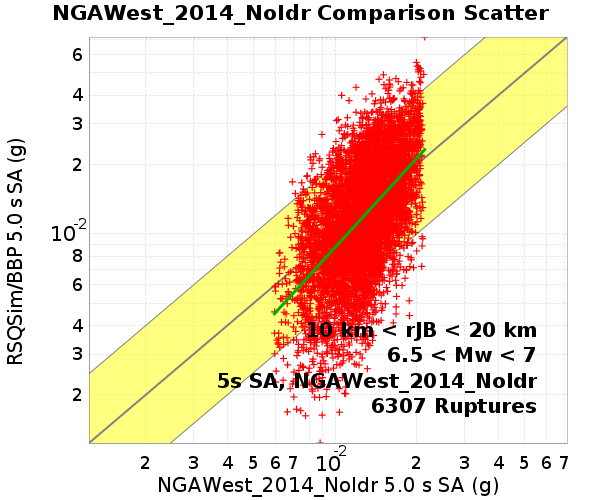 NGAWest_2014_NoIdr Comparison Scatter
RSQSim/BBP 5.0 s SA (g)
6
4
3
2
10-2
8
6
4
3
2
10 km < rJB < 20 km
6.5 < Mw < 7
5s SA, NGAWest_2014_NoIdr
6307 Ruptures
2 3 4 5 6 7 10-2 2 3 4 5 6 7
NGAWest_2014_NoIdr 5.0 s SA (g)